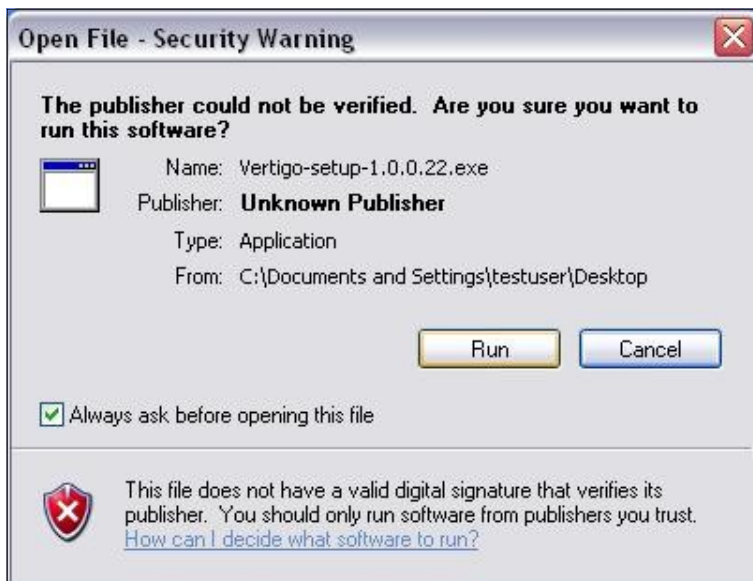 Open File - Security Warning
The publisher could not be verified.  Are you sure you want to
run this software?
Name: Vertigo-setup-1.0.0.22.exe
Publisher: Unknown Publisher
Type: Application
From: C:\Documents and Settings\testuser\Desktop
Run Cancel
Always ask before opening this file
This file does not have a valid digital signature that verifies its
publisher.  You should only run software from publishers you trust.
How can I decide what software to run?